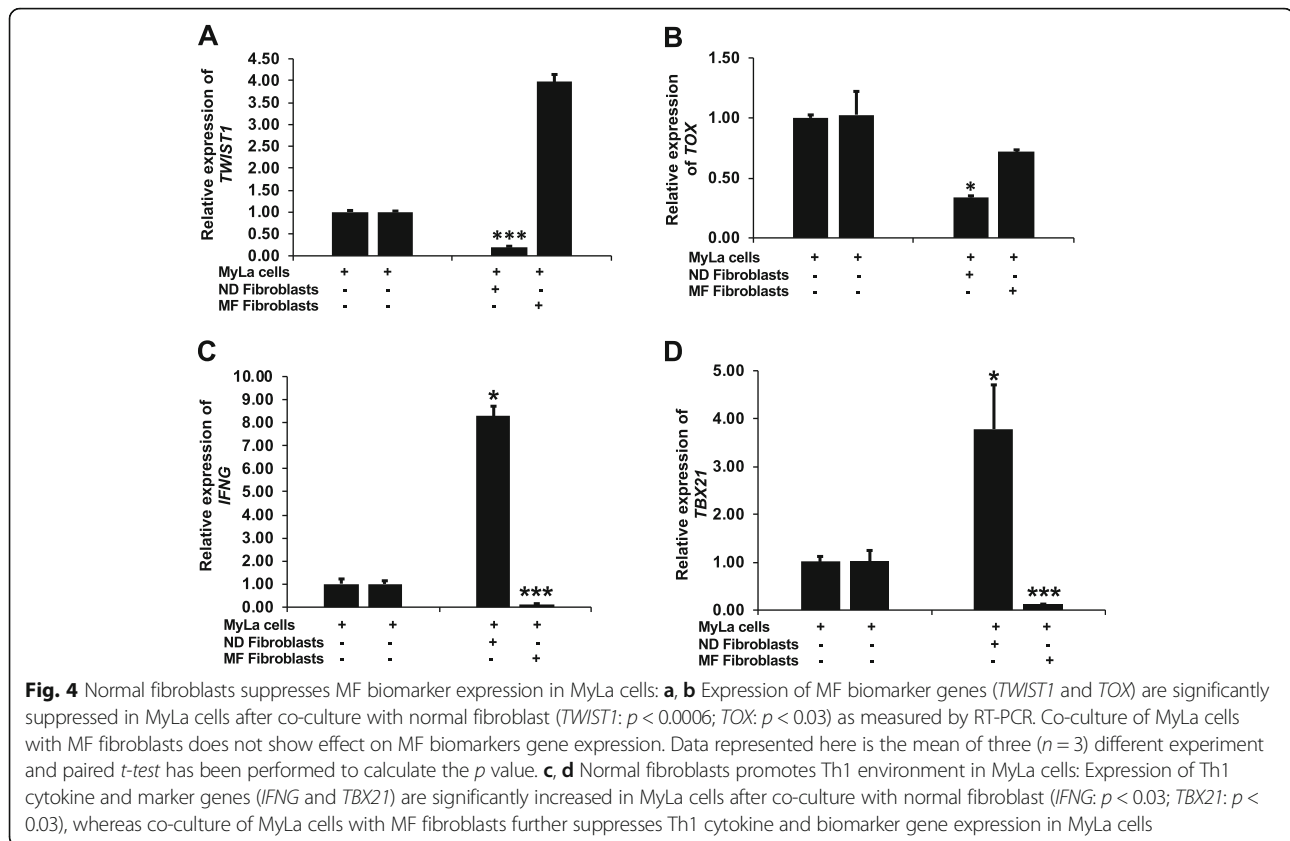 A
Relative expression of
TWIST1
4.50
4.00
3.50
3.00
2.50
2.00
1.50
1.00
0.50
0.00
***
MyLa cells + + + +
ND Fibroblasts - - + -
MF Fibroblasts - - - +
B
Relative expression
of TOX
1.50
1.00
0.50
0.00
*
MyLa cells + + + +
ND Fibroblasts - - + -
MF Fibroblasts - - - +
C
Relative expression of
IFNG
10.00
9.00
8.00
7.00
6.00
5.00
4.00
3.00
2.00
1.00
0.00
*
***
MyLa cells + + + +
ND Fibroblasts - - + -
MF Fibroblasts - - - +
D
Relative expression of
TBX21
5.00
4.00
3.00
2.00
1.00
0.00
*
***
MyLa cells + + + +
ND Fibroblasts - - + -
MF Fibroblasts - - - +
Fig. 4 Normal fibroblasts suppresses MF biomarker expression in MyLa cells: a, b Expression of MF biomarker genes (TWIST1 and TOX) are significantly
suppressed in MyLa cells after co-culture with normal fibroblast (TWIST1: p < 0.0006; TOX: p < 0.03) as measured by RT-PCR. Co-culture of MyLa cells
with MF fibroblasts does not show effect on MF biomarkers gene expression. Data represented here is the mean of three (n = 3) different experiment
and paired t-test has been performed to calculate the p value. c, d Normal fibroblasts promotes Th1 environment in MyLa cells: Expression of Th1
cytokine and marker genes (IFNG and TBX21) are significantly increased in MyLa cells after co-culture with normal fibroblast (IFNG: p < 0.03; TBX21: p <
0.03), whereas co-culture of MyLa cells with MF fibroblasts further suppresses Th1 cytokine and biomarker gene expression in MyLa cells